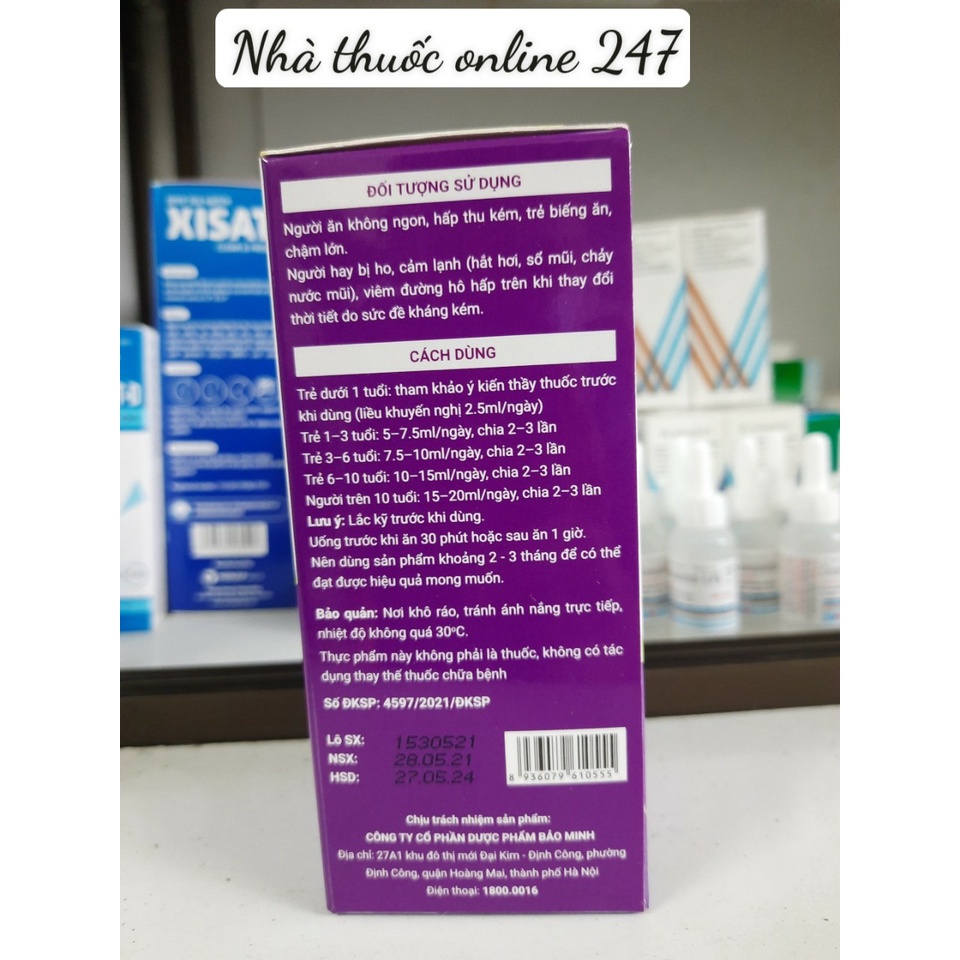 Nhà thuốc online 247
XISAT
ĐỐI TƯỢNG SỬ DỤNG
Người ăn không ngon, hấp thu kém, trẻ biếng ăn,
chậm lớn.
Người hay bị ho, cảm lạnh (hắt hơi, sổ mũi, chảy
nước mũi), viêm đường hô hấp trên khi thay đổi
thời tiết do sức đề kháng kém.
CÁCH DÙNG
Trẻ dưới 1 tuổi: tham khảo ý kiến thầy thuốc trước
khi dùng (liều khuyến nghị 2.5ml/ngày)
Trẻ 1–3 tuổi: 5–7.5ml/ngày, chia 2–3 lần
Trẻ 3–6 tuổi: 7.5–10ml/ngày, chia 2–3 lần
Trẻ 6–10 tuổi: 10–15ml/ngày, chia 2–3 lần
Người trên 10 tuổi: 15–20ml/ngày, chia 2–3 lần
Lưu ý: Lắc kỹ trước khi dùng.
Uống trước khi ăn 30 phút hoặc sau ăn 1 giờ.
Nên dùng sản phẩm khoảng 2 - 3 tháng để có thể
đạt được hiệu quả mong muốn.
Bảo quản: Nơi khô ráo, tránh ánh nắng trực tiếp,
nhiệt độ không quá 30°C.
Thực phẩm này không phải là thuốc, không có tác
dụng thay thế thuốc chữa bệnh
Số ĐKSP: 4597/2021/ĐKSP
Lô SX: 1530521
NSX: 28.05.21
HSD: 27.05.24
8 936079 610555
Chịu trách nhiệm sản phẩm:
CÔNG TY CỔ PHẦN DƯỢC PHẨM BẢO MINH
Địa chỉ: 27A1 khu đô thị mới Đại Kim - Định Công, phường
Định Công, quận Hoàng Mai, thành phố Hà Nội
Điện thoại: 1800.0016